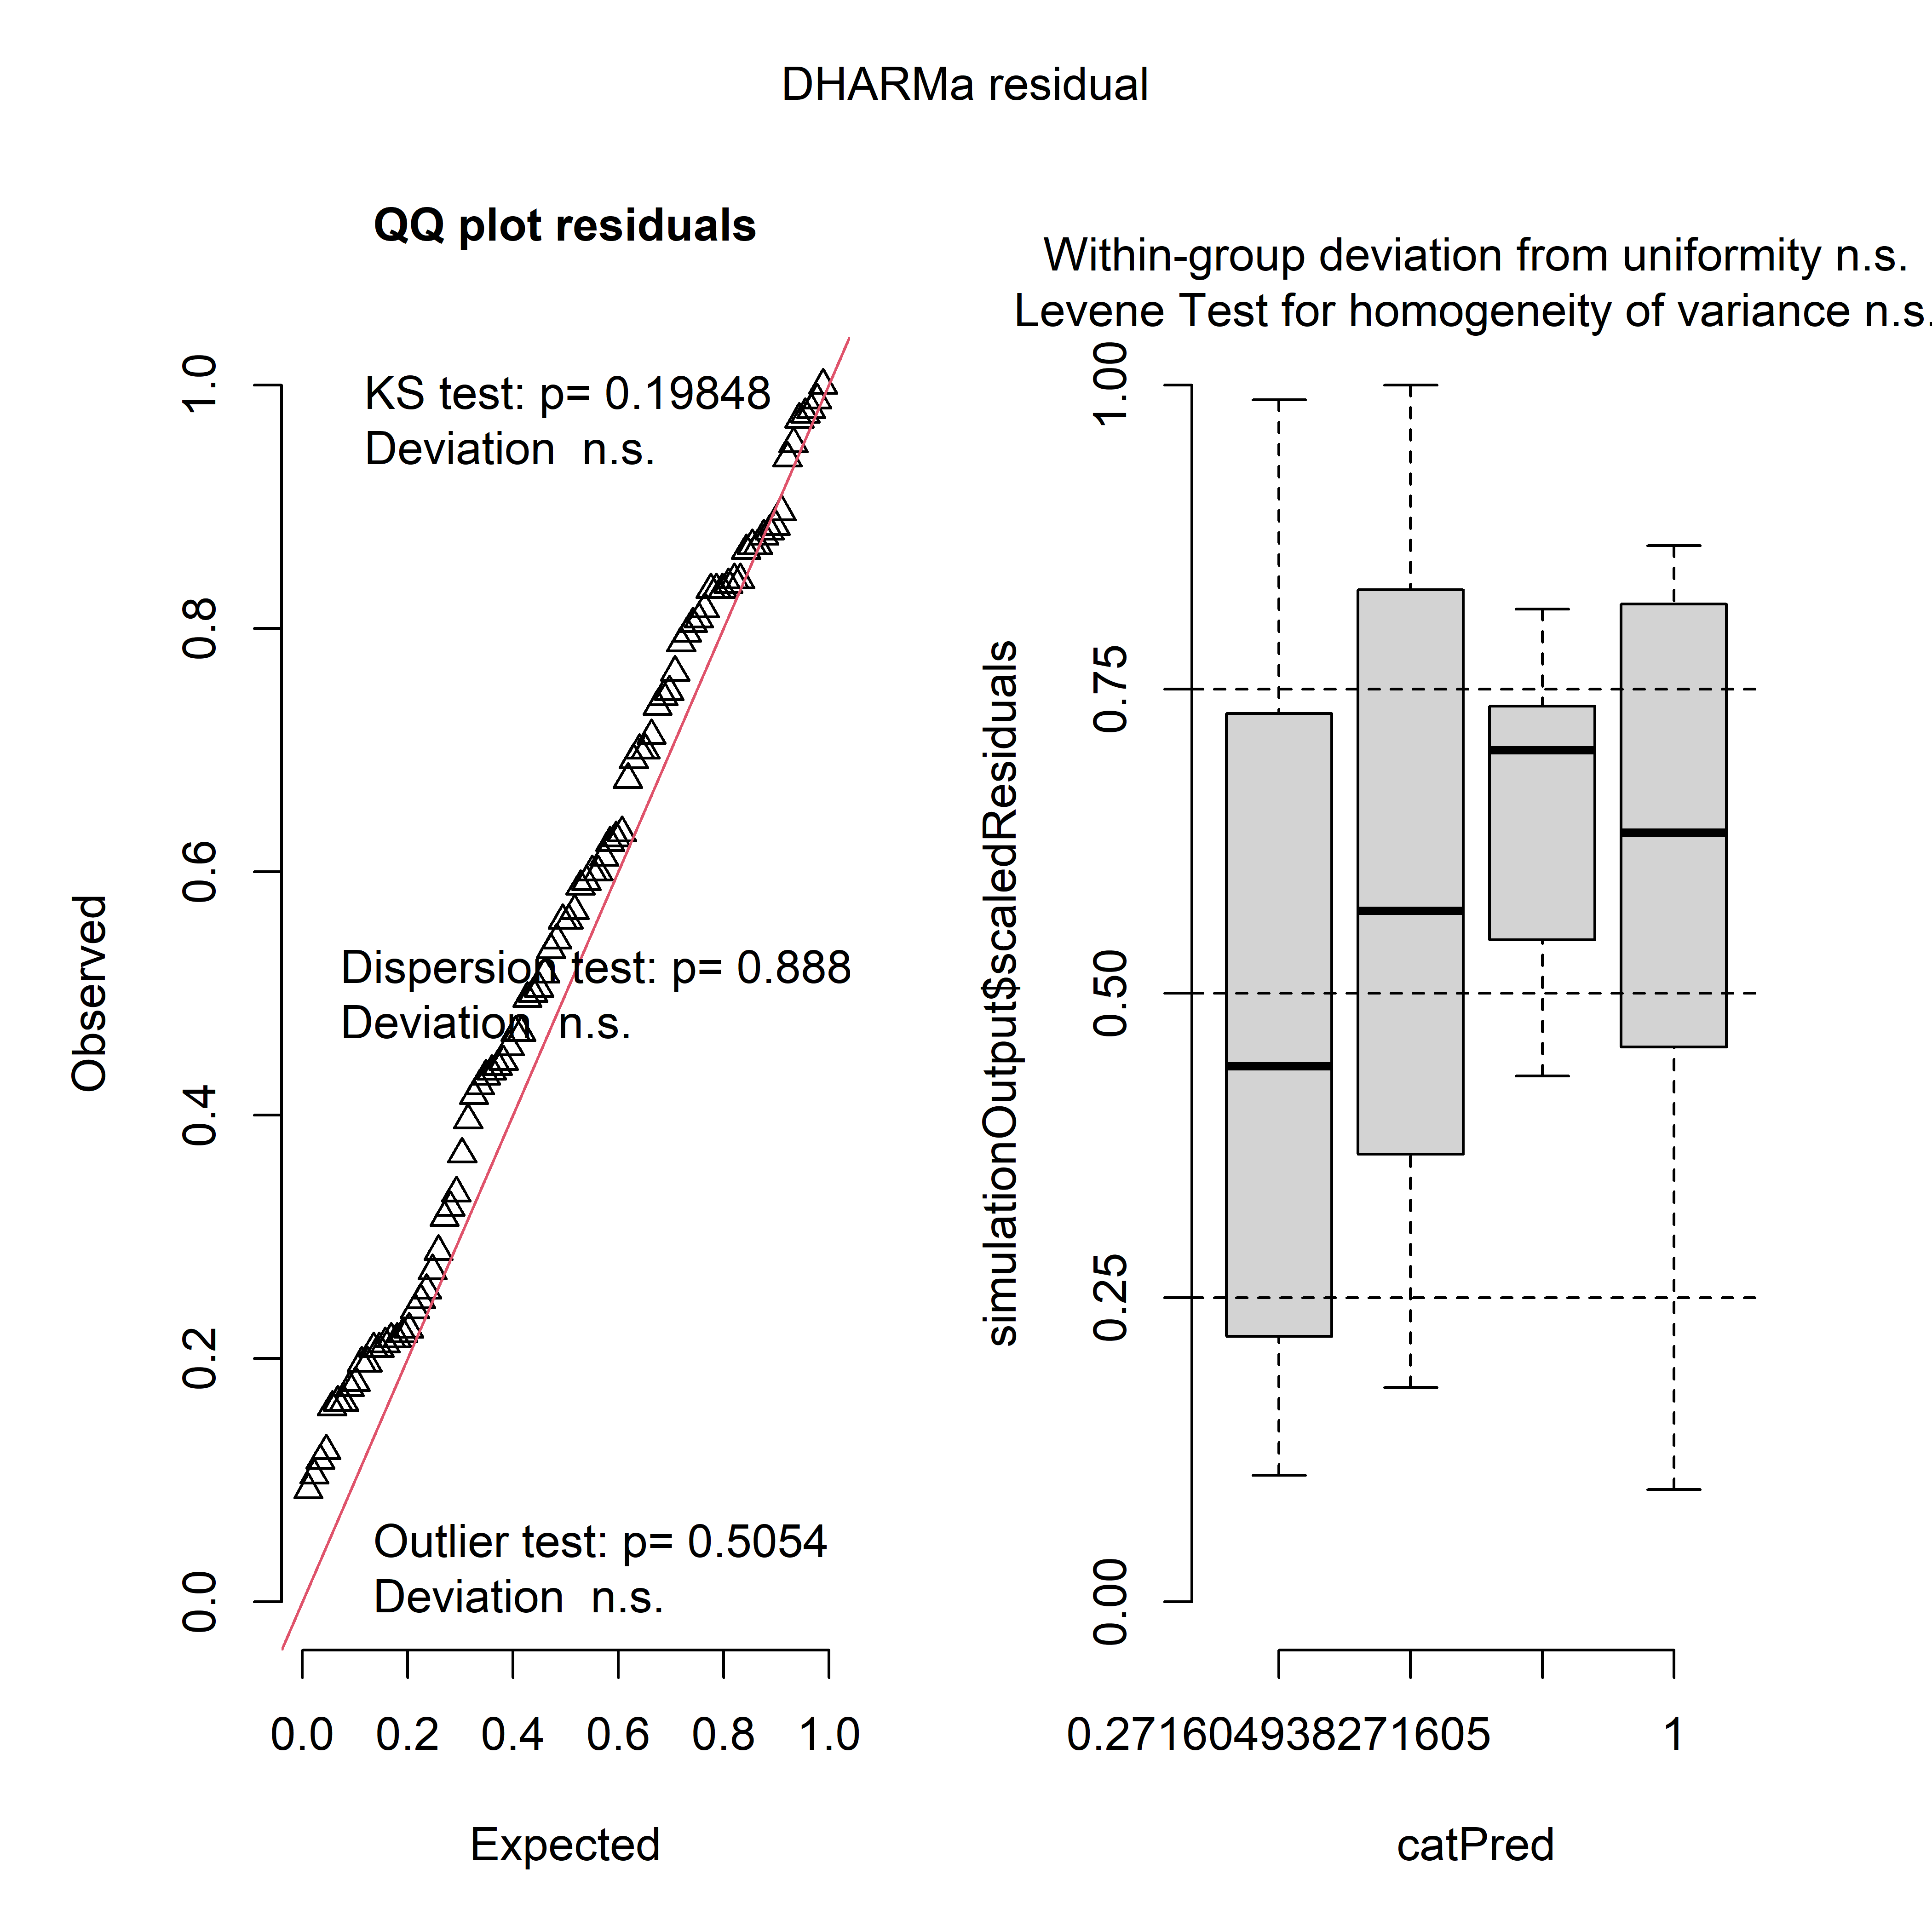 DHARMa residual
QQ plot residuals
KS test: p= 0.19848
Deviation  n.s.
Dispersion test: p= 0.888
Deviation  n.s.
Outlier test: p= 0.5054
Deviation  n.s.
Observed
0.0
0.2
0.4
0.6
0.8
1.0
0.0 0.2 0.4 0.6 0.8 1.0
Expected
Within-group deviation from uniformity n.s.
Levene Test for homogeneity of variance n.s.
simulationOutput$scaledResiduals
0.00
0.25
0.50
0.75
1.00
0.271604938271605 1
catPred